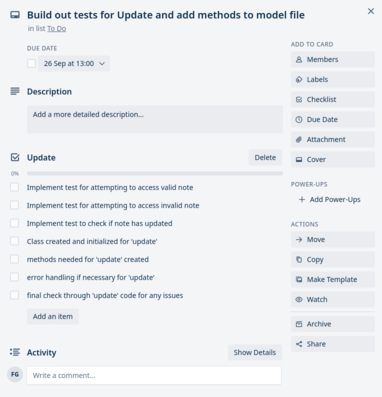 Build out tests for Update and add methods to model file
in list To Do
DUE DATE
26 Sep at 13:00
Description
Add a more detailed description...
Update
Delete
0%
Implement test for attempting to access valid note
Implement test for attempting to access invalid note
Implement test to check if note has updated
Class created and initialized for 'update'
methods needed for 'update' created
error handling if necessary for 'update'
final check through 'update' code for any issues
Add an item
Activity
Show Details
FG
Write a comment...
ADD TO CARD
Members
Labels
Checklist
Due Date
Attachment
Cover
POWER-UPS
Add Power-Ups
ACTIONS
Move
Copy
Make Template
Watch
Archive
Share